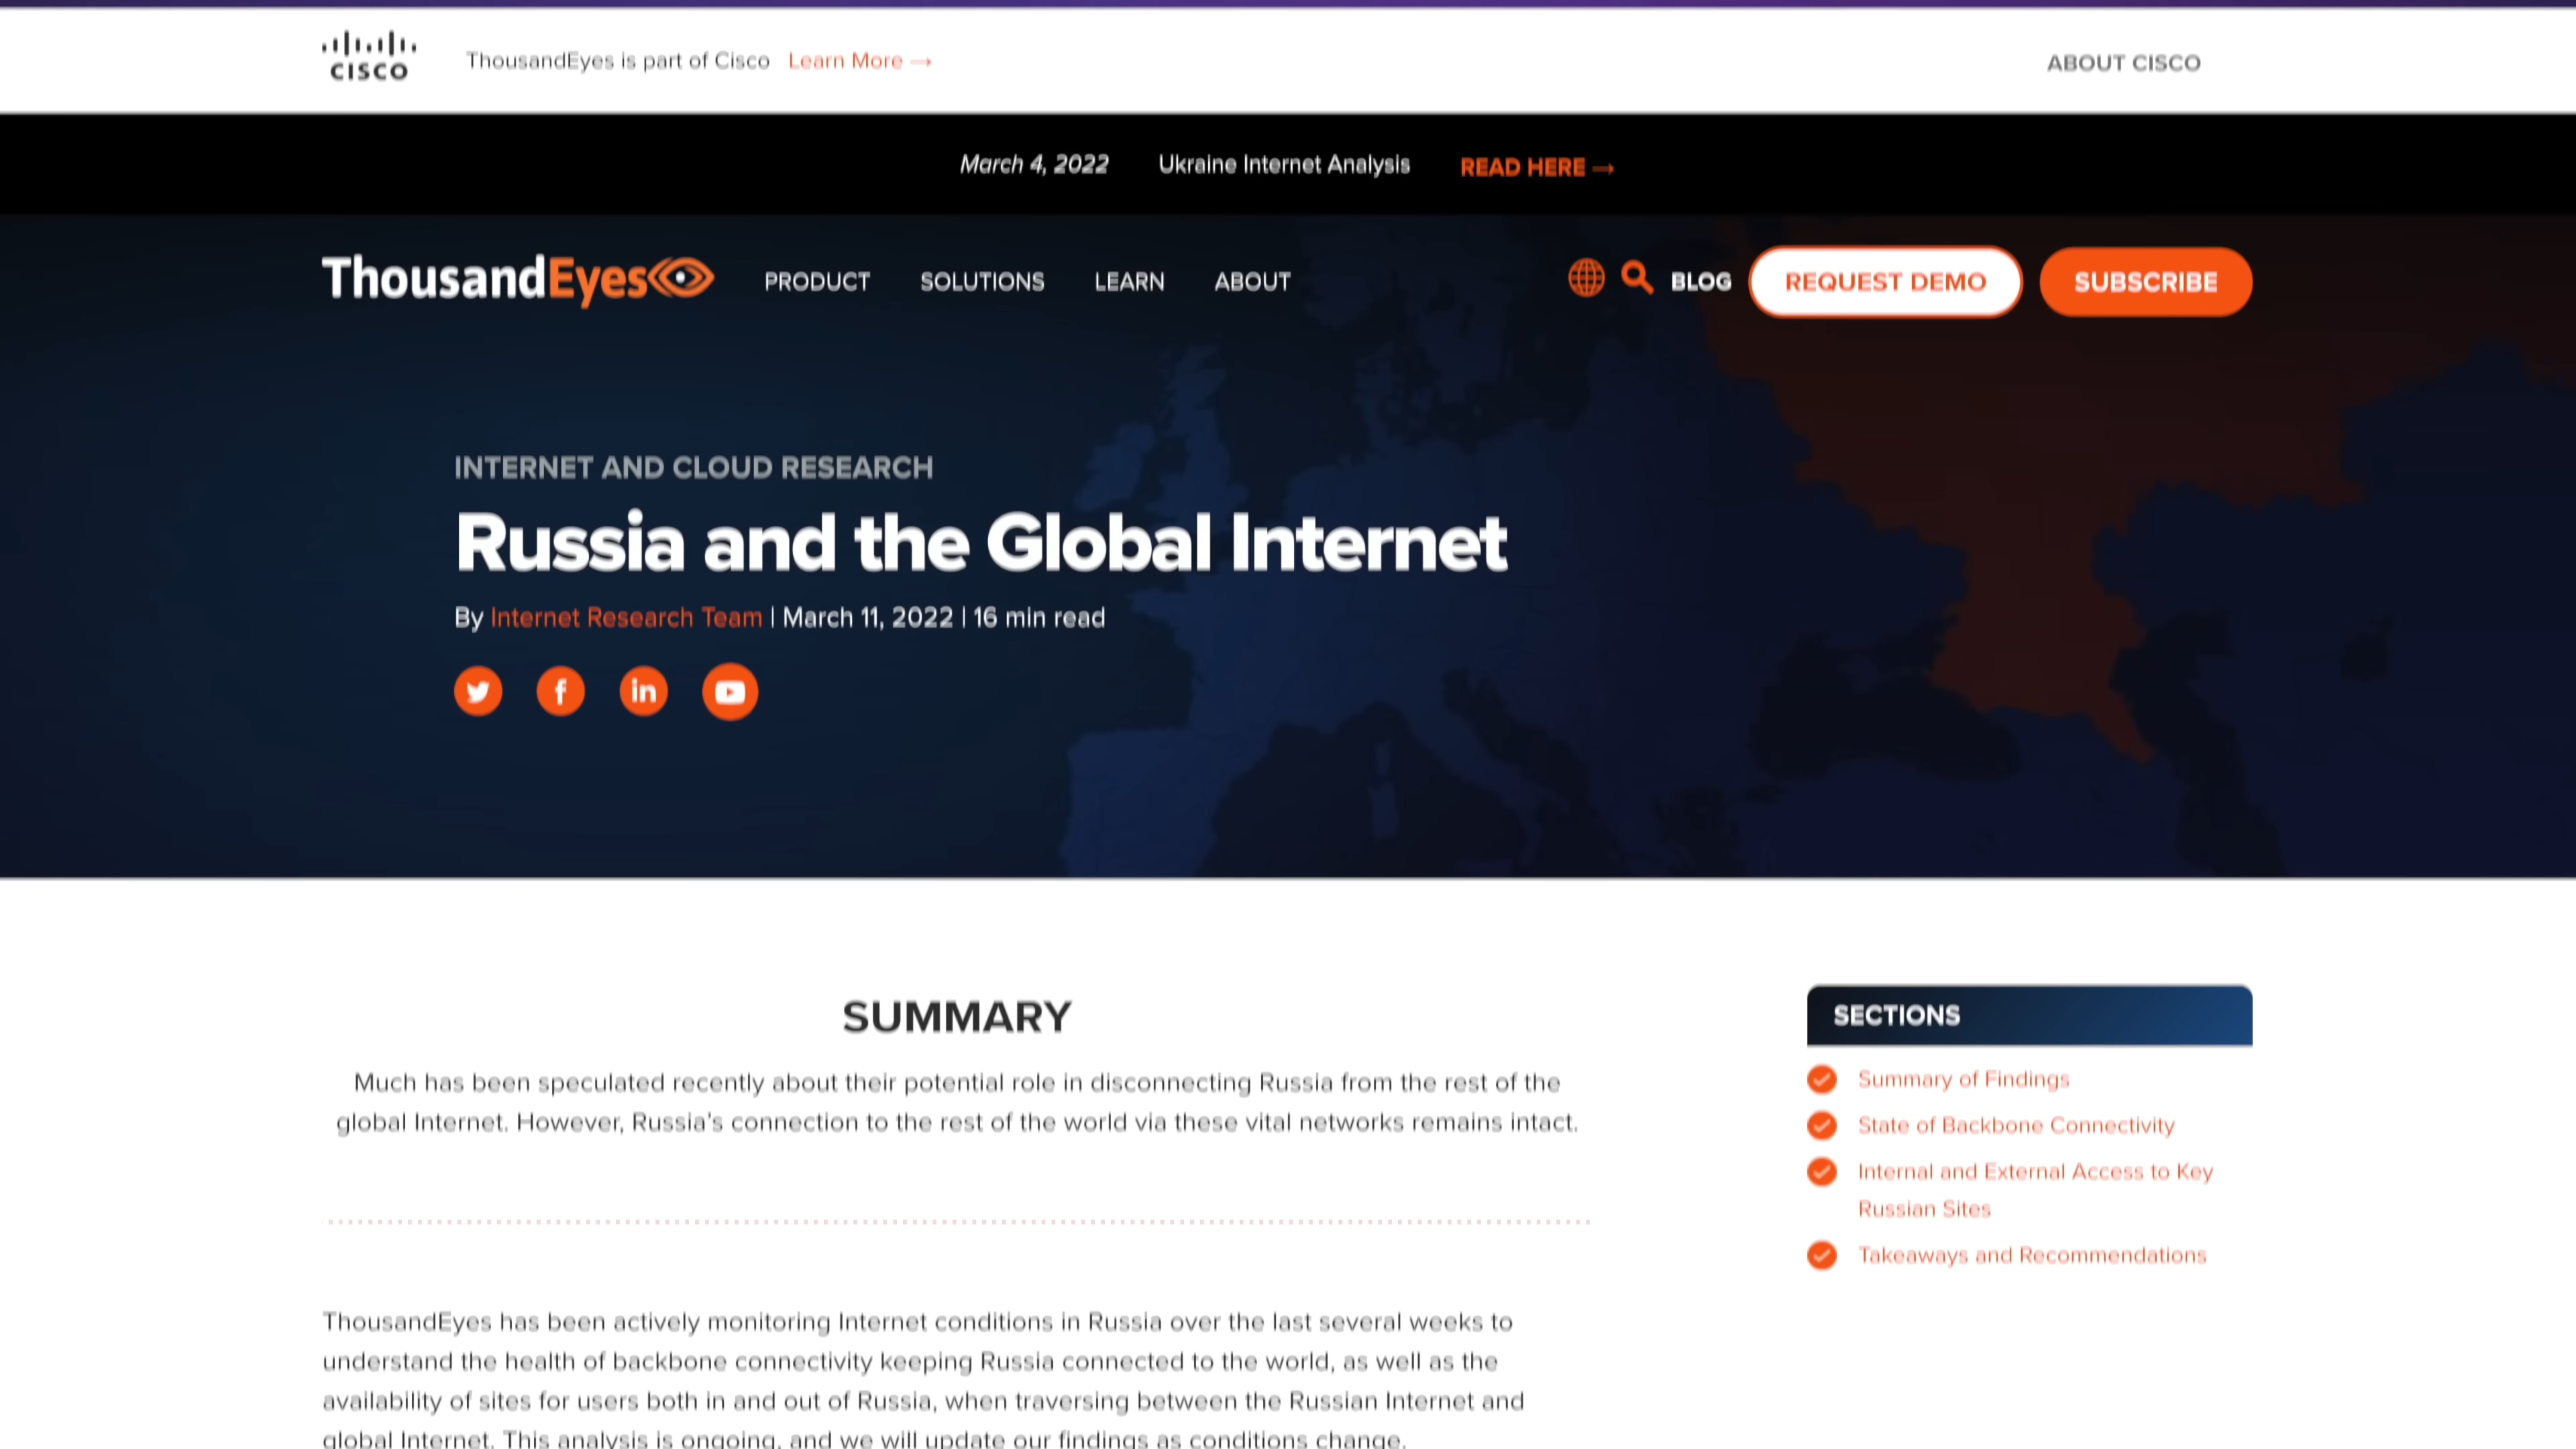 CISCO
ThousandEyes is part of Cisco Learn More →
ABOUT CISCO
March 4, 2022 Ukraine Internet Analysis READ HERE →
ThousandEyes
PRODUCT SOLUTIONS LEARN ABOUT
BLOG REQUEST DEMO SUBSCRIBE
INTERNET AND CLOUD RESEARCH
Russia and the Global Internet
By Internet Research Team | March 11, 2022 | 16 min read
SUMMARY
Much has been speculated recently about their potential role in disconnecting Russia from the rest of the
global Internet. However, Russia's connection to the rest of the world via these vital networks remains intact.
SECTIONS
Summary of Findings
State of Backbone Connectivity
Internal and External Access to Key
Russian Sites
Takeaways and Recommendations
ThousandEyes has been actively monitoring Internet conditions in Russia over the last several weeks to
understand the health of backbone connectivity keeping Russia connected to the world, as well as the
availability of sites for users both in and out of Russia, when traversing between the Russian Internet and
global Internet. This analysis is ongoing, and we will update our findings as conditions change.